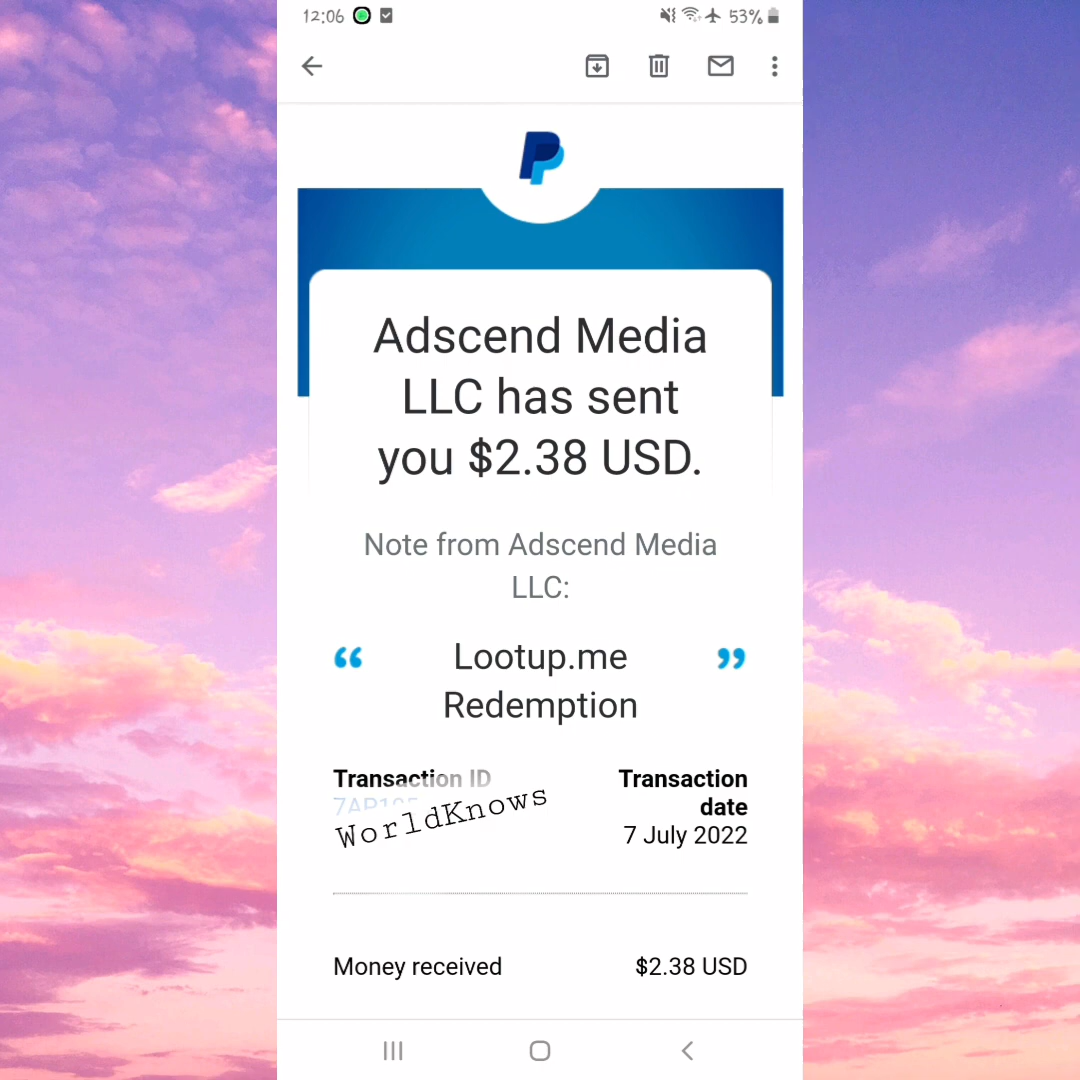 12:06
53%
Adscend Media
LLC has sent
you $2.38 USD.
Note from Adscend Media
LLC:
“ Lootup.me ”
Redemption
Transaction ID
Transaction
date
WorldKnows
7 July 2022
Money received
$2.38 USD